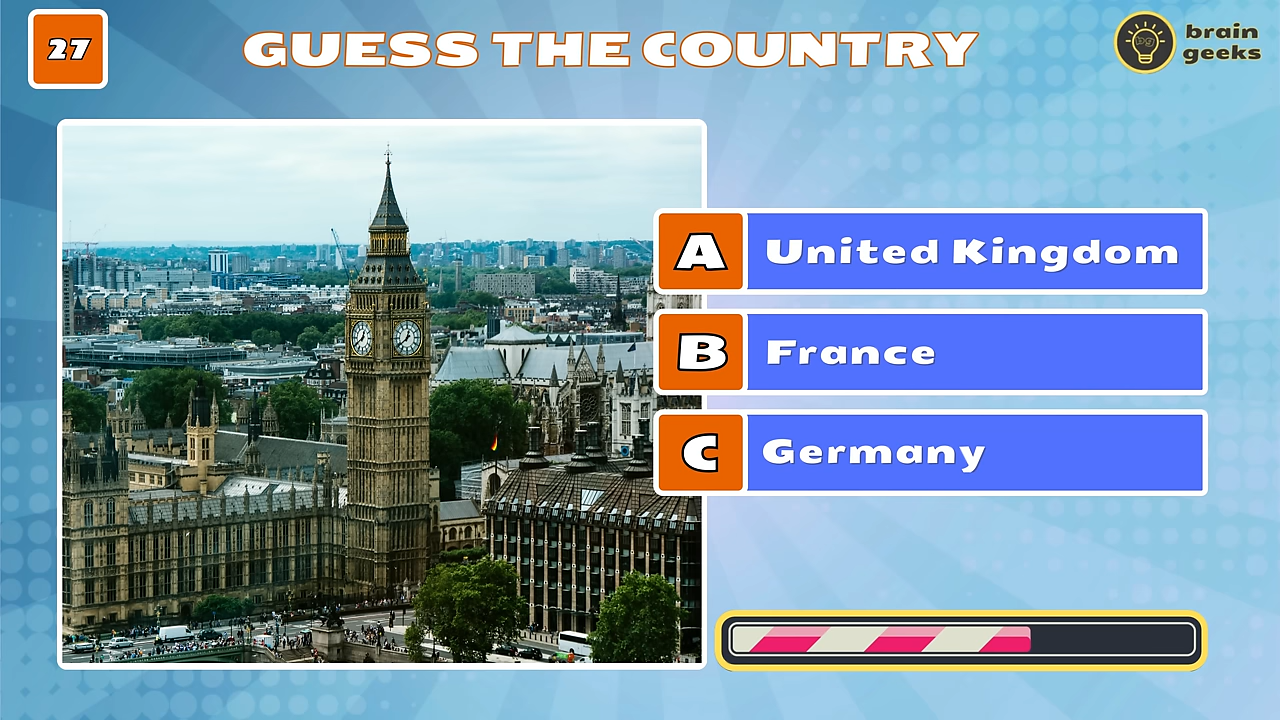 27
GUESS THE COUNTRY
brain
geeks
A
United Kingdom
B
France
C
Germany